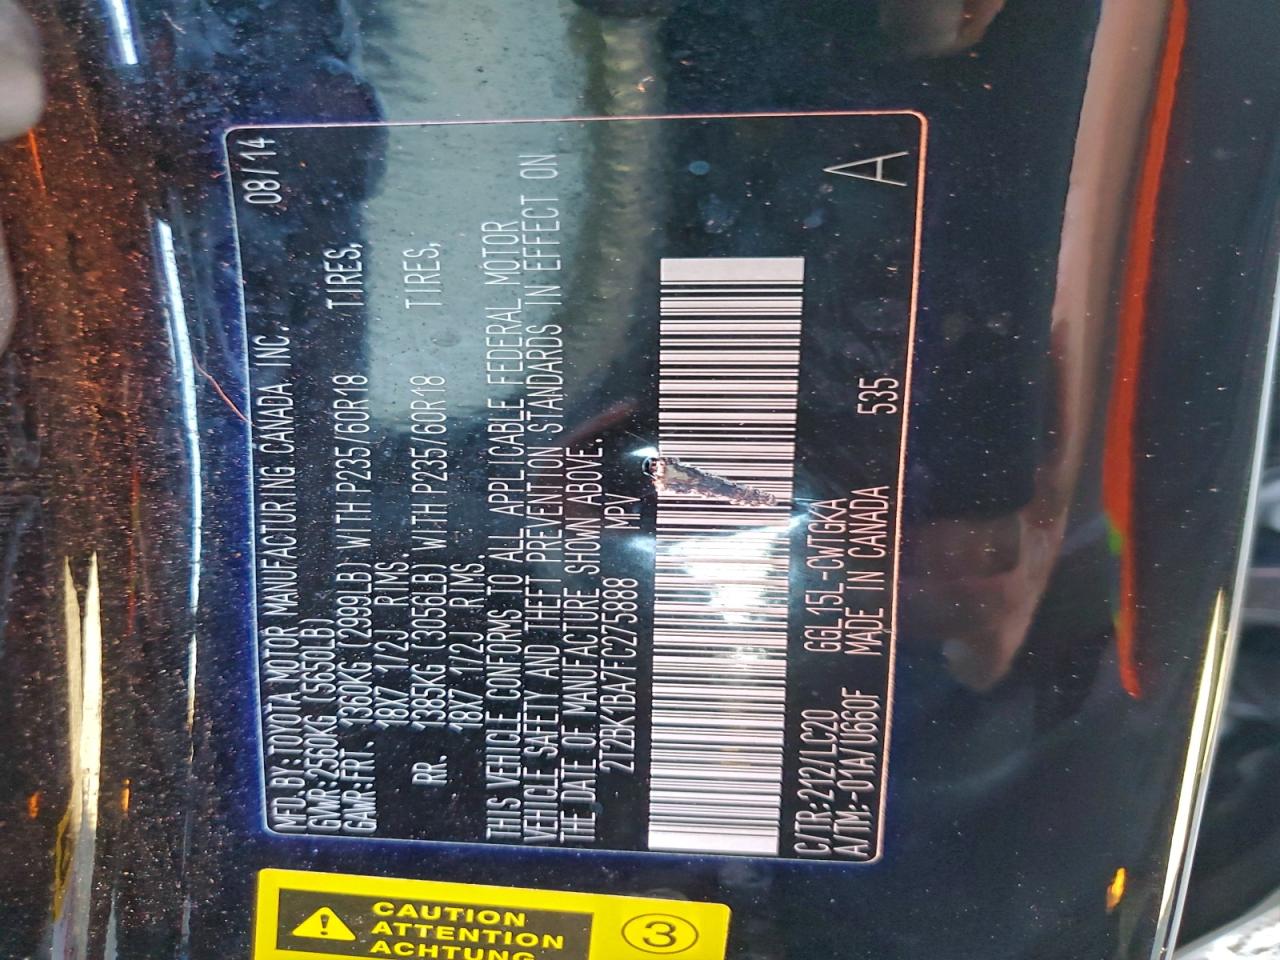 MFD. BY: TOYOTA MOTOR MANUFACTURING CANADA INC. 08/14
GVWR: 2560KG (5650LB)
GAWR: FRT. 1360KG (2999LB) WITH P235/60R18 TIRES,
18X7 1/2J RIMS.
RR. 1385KG (3056LB) WITH P235/60R18 TIRES,
18X7 1/2J RIMS.
THIS VEHICLE CONFORMS TO ALL APPLICABLE FEDERAL MOTOR
VEHICLE SAFETY AND THEFT PREVENTION STANDARDS IN EFFECT ON
THE DATE OF MANUFACTURE SHOWN ABOVE.
2T2BK1BA7FC275888 MPV
C/TR: 212/LC20 GGL15L-CWTGKA A
A/TM: -01A/U660F MADE IN CANADA 535
CAUTION
ATTENTION
ACHTUNG
3